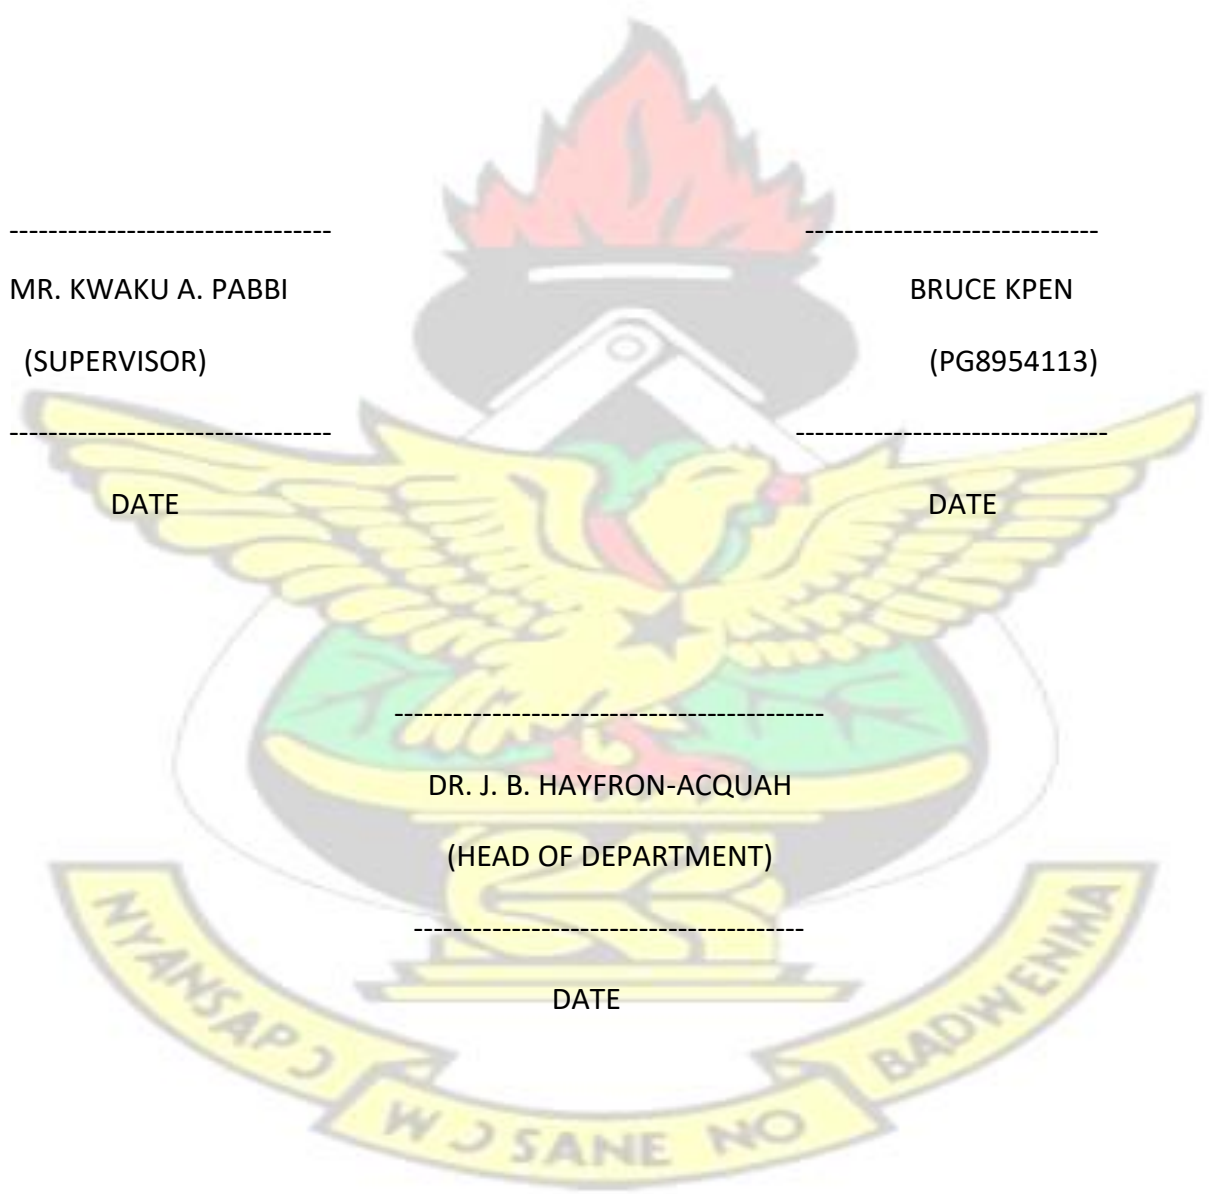 --------------------------------- ------------------------------
MR. KWAKU A. PABBI BRUCE KPEN
(SUPERVISOR) (PG8954113)
--------------------------------- --------------------------------
DATE DATE
--------------------------------------------
DR. J. B. HAYFRON-ACQUAH
(HEAD OF DEPARTMENT)
----------------------------------------
DATE
NYANSAPƆ WƆSANE NO BADWENMA